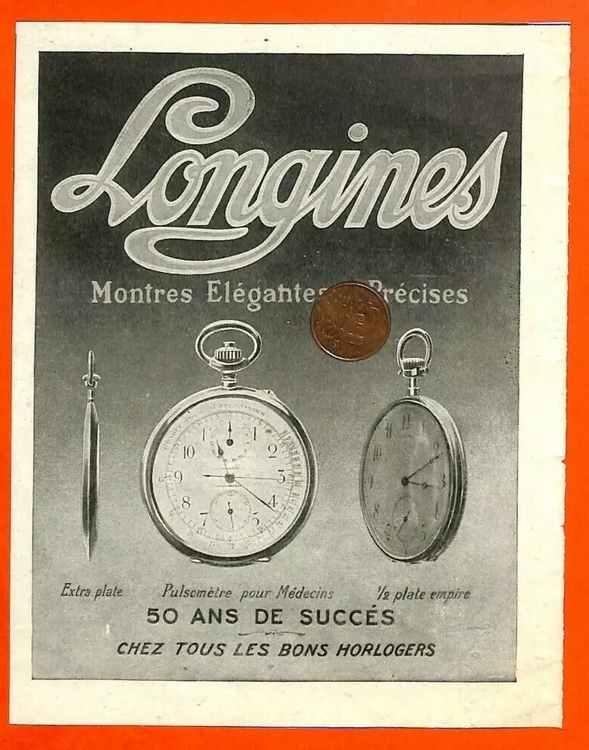 Longines
Montres Elégantes Précises
Extra plate
Pulsomètre pour Médecins
½ plate empire
50 ANS DE SUCCÉS
CHEZ TOUS LES BONS HORLOGERS